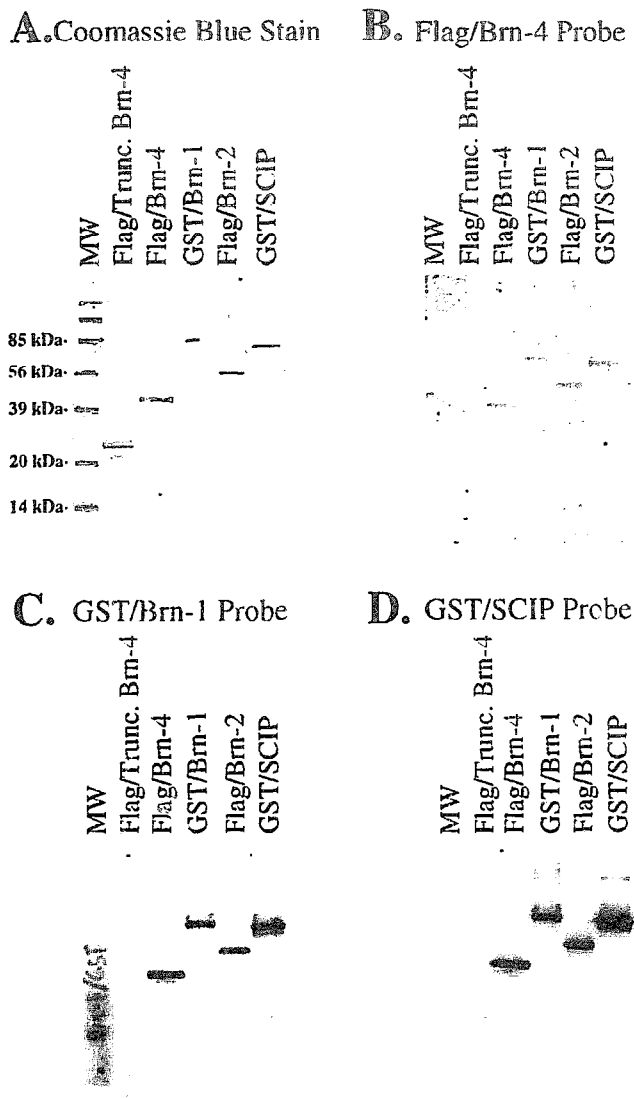 A. Coomassie Blue Stain
MW
Flag/Trunc. Brn-4
Flag/Brn-4
GST/Brn-1
Flag/Brn-2
GST/SCIP
85 kDa-
56 kDa-
39 kDa-
20 kDa-
14 kDa-
B. Flag/Brn-4 Probe
MW
Flag/Trunc. Brn-4
Flag/Brn-4
GST/Brn-1
Flag/Brn-2
GST/SCIP
C. GST/Brn-1 Probe
MW
Flag/Trunc. Brn-4
Flag/Brn-4
GST/Brn-1
Flag/Brn-2
GST/SCIP
D. GST/SCIP Probe
MW
Flag/Trunc. Brn-4
Flag/Brn-4
GST/Brn-1
Flag/Brn-2
GST/SCIP